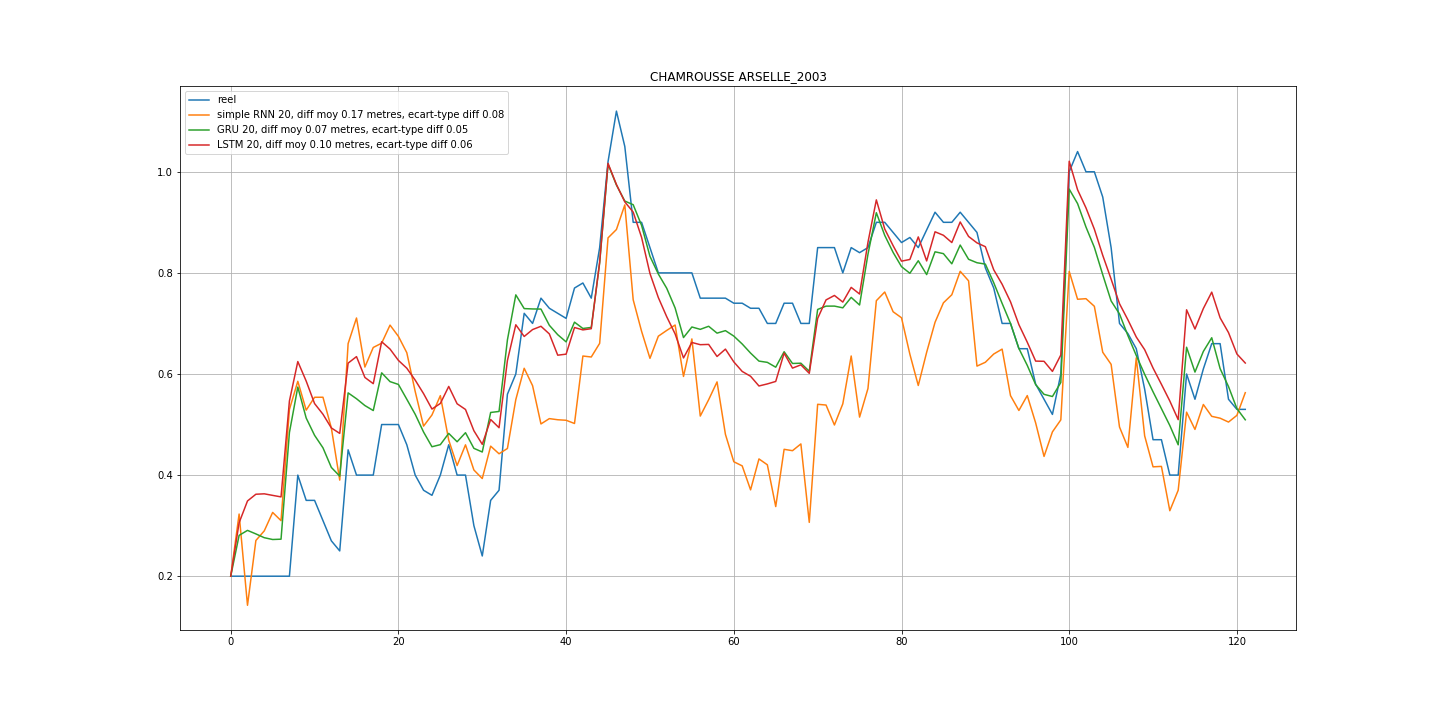 CHAMROUSSE ARSELLE_2003
reel
simple RNN 20, diff moy 0.17 metres, ecart-type diff 0.08
GRU 20, diff moy 0.07 metres, ecart-type diff 0.05
LSTM 20, diff moy 0.10 metres, ecart-type diff 0.06
1.0
0.8
0.6
0.4
0.2
0 20 40 60 80 100 120